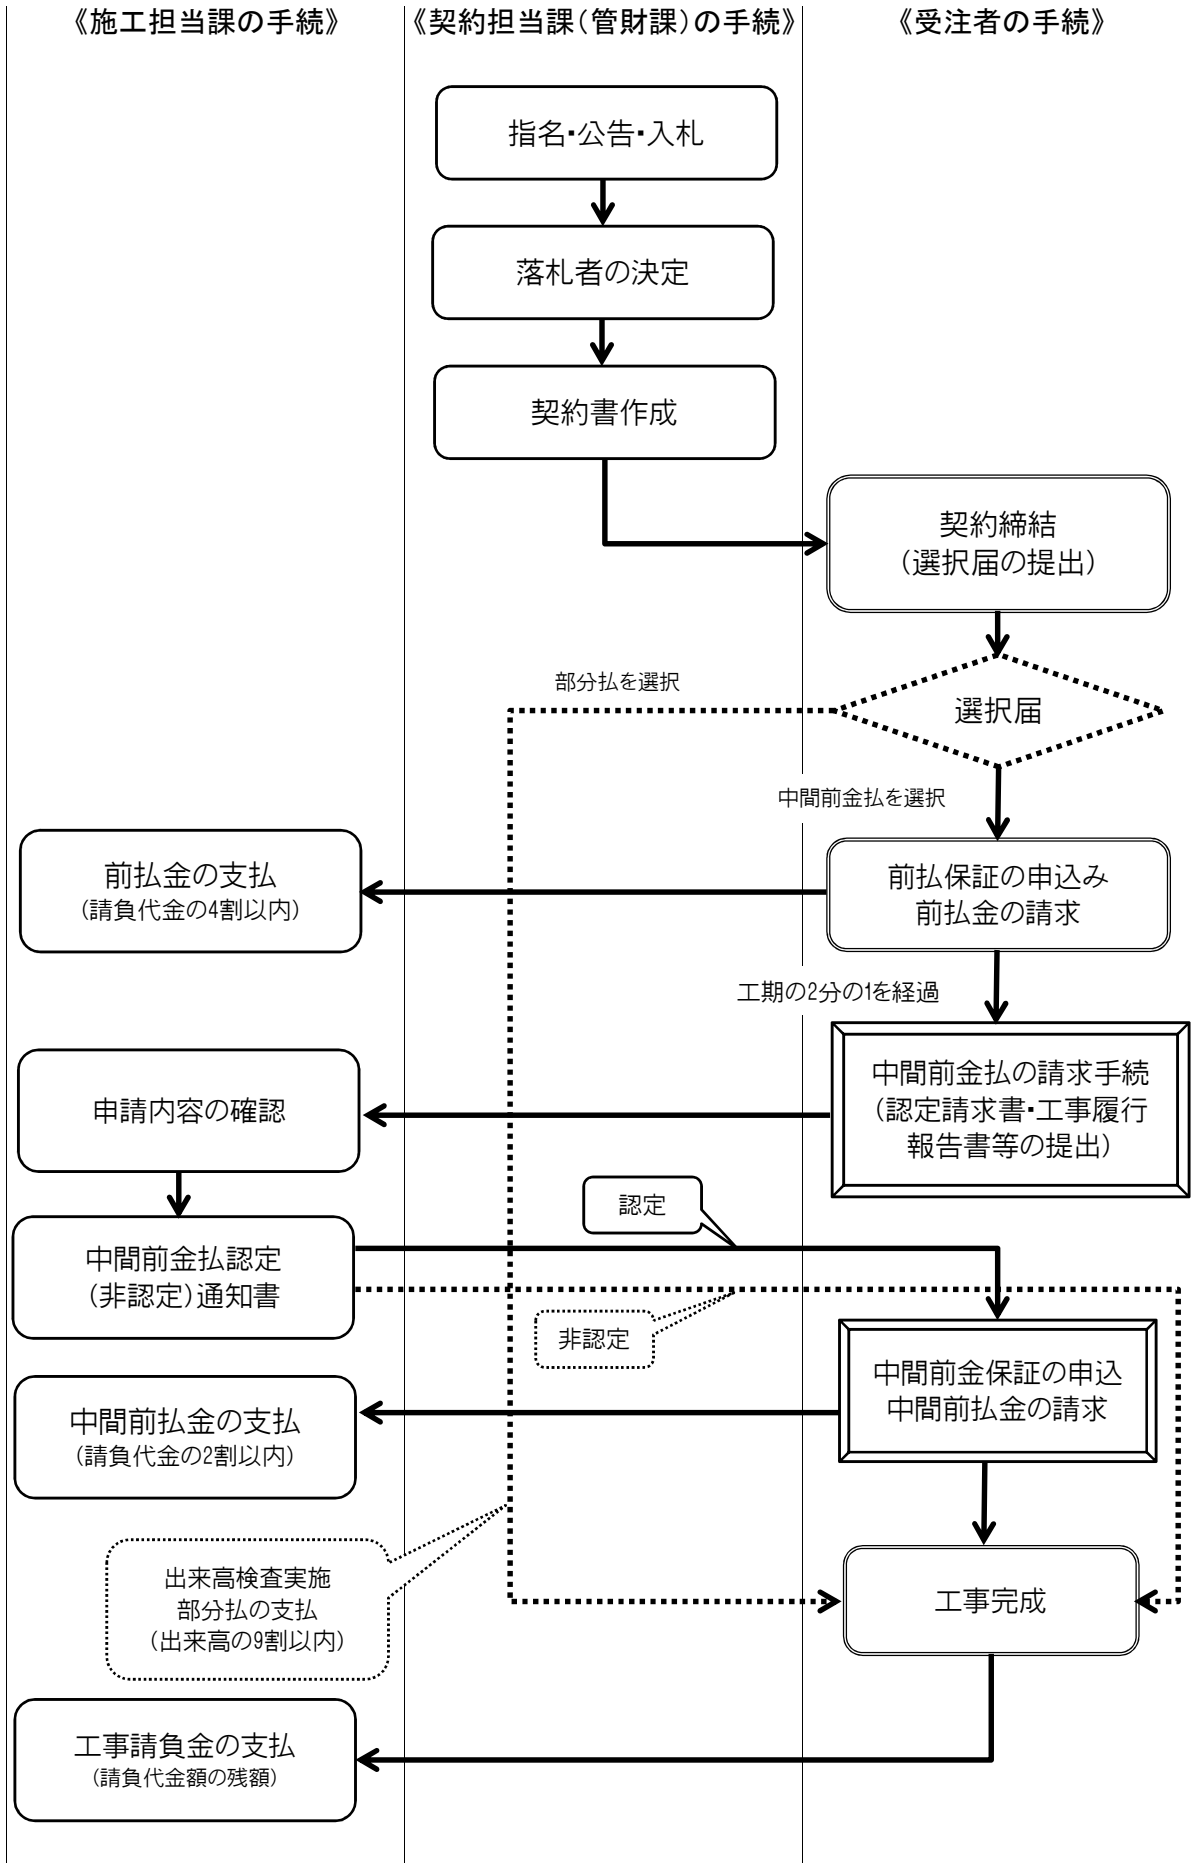 《施工担当課の手続》
《契約担当課(管財課)の手続》
《受注者の手続》
指名・公告・入札
落札者の決定
契約書作成
契約締結
(選択届の提出)
部分払を選択
選択届
中間前金払を選択
前払金の支払
(請負代金の4割以内)
前払保証の申込み
前払金の請求
工期の2分の1を経過
中間前金払の請求手続
(認定請求書・工事履行
報告書等の提出)
申請内容の確認
認定
中間前金払認定
(非認定)通知書
非認定
中間前金保証の申込
中間前払金の請求
中間前払金の支払
(請負代金の2割以内)
出来高検査実施
部分払の支払
(出来高の9割以内)
工事完成
工事請負金の支払
(請負代金額の残額)